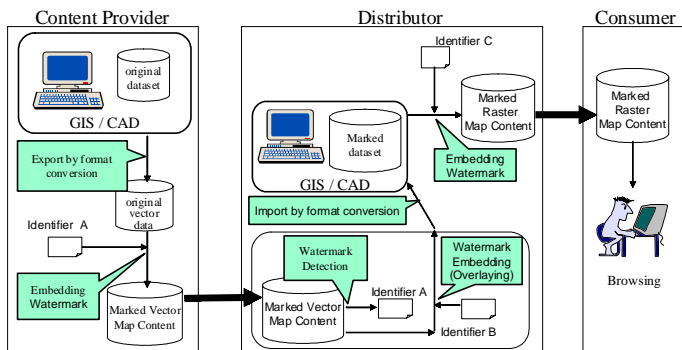 Content Provider
original
dataset
GIS / CAD
Export by format
conversion
original
vector
data
Identifier A
Embedding
Watermark
Marked Vector
Map Content
Distributor
Identifier C
Marked
Raster
Map Content
Marked
dataset
GIS / CAD
Embedding
Watermark
Import by format conversion
Watermark
Detection
Watermark
Embedding
(Overlaying)
Marked Vector
Map Content
Identifier A
Identifier B
Consumer
Marked
Raster
Map Content
Browsing